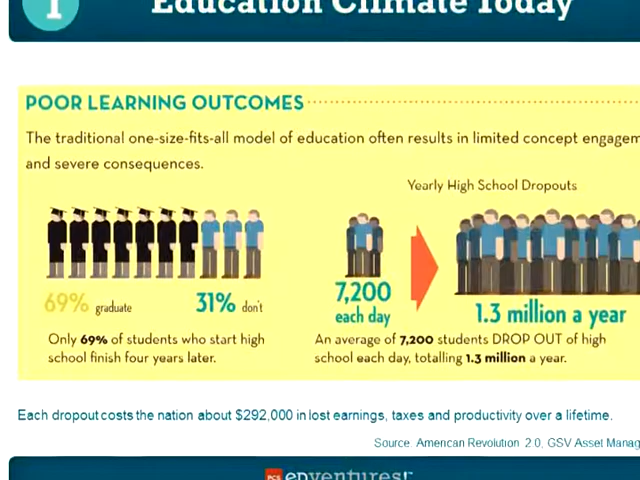 1
Education Climate Today
POOR LEARNING OUTCOMES
The traditional one-size-fits-all model of education often results in limited concept
and severe consequences.
Yearly High School Dropouts
69% graduate
31% don't
7,200
each day
1.3 million a year
Only 69% of students who start high
school finish four years later.
An average of 7,200 students DROP OUT of high
school each day, totalling 1.3 million a year.
Each dropout costs the nation about $292,000 in lost earnings, taxes and productivity over a lifetime.
Source: American Revolution 2.0, GSV Asset
PCS edventures!